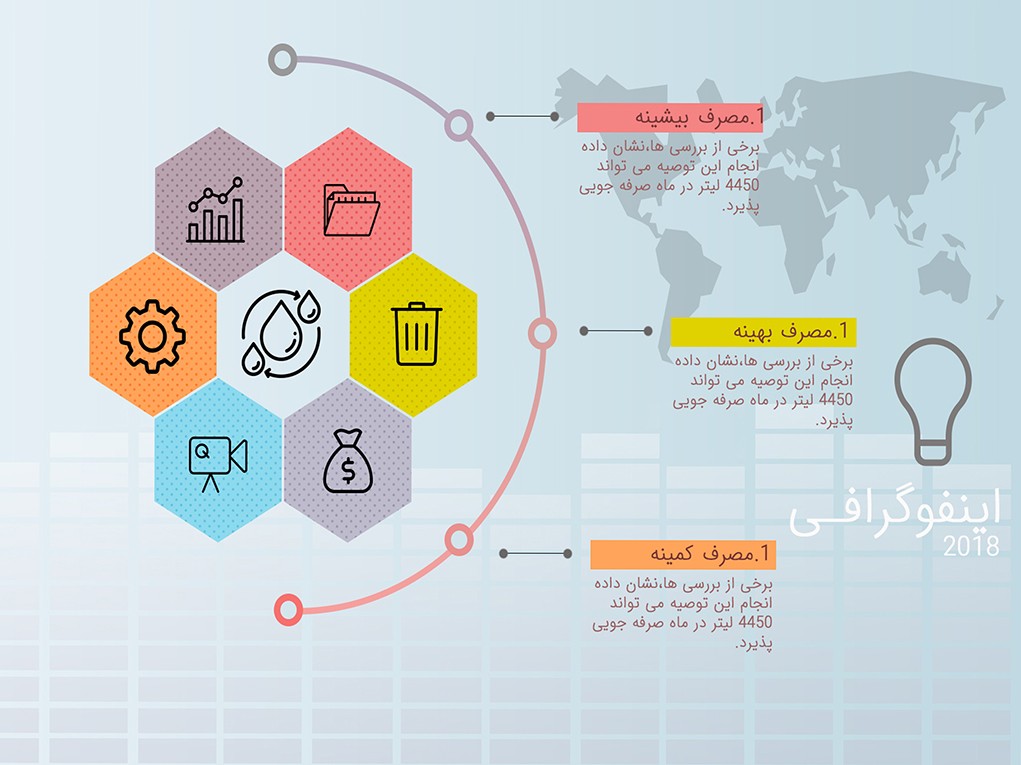 1.مصرف بیشینه
برخی از بررسی ها،نشان داده
انجام این توصیه می تواند
4450 لیتر در ماه صرفه جویی
پذیرد.
1.مصرف بهینه
برخی از بررسی ها،نشان داده
انجام این توصیه می تواند
4450 لیتر در ماه صرفه جویی
پذیرد.
اینفوگرافی
2018
1.مصرف کمینه
برخی از بررسی ها،نشان داده
انجام این توصیه می تواند
4450 لیتر در ماه صرفه جویی
پذیرد.
Q
$